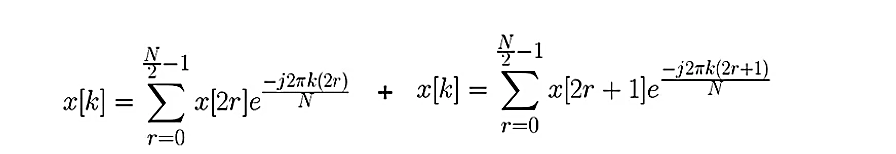 x[k] = \sum_{r=0}^{\frac{N}{2}-1} x[2r]e^{\frac{-j2\pi k(2r)}{N}} + x[k] = \sum_{r=0}^{\frac{N}{2}-1} x[2r+1]e^{\frac{-j2\pi k(2r+1)}{N}}